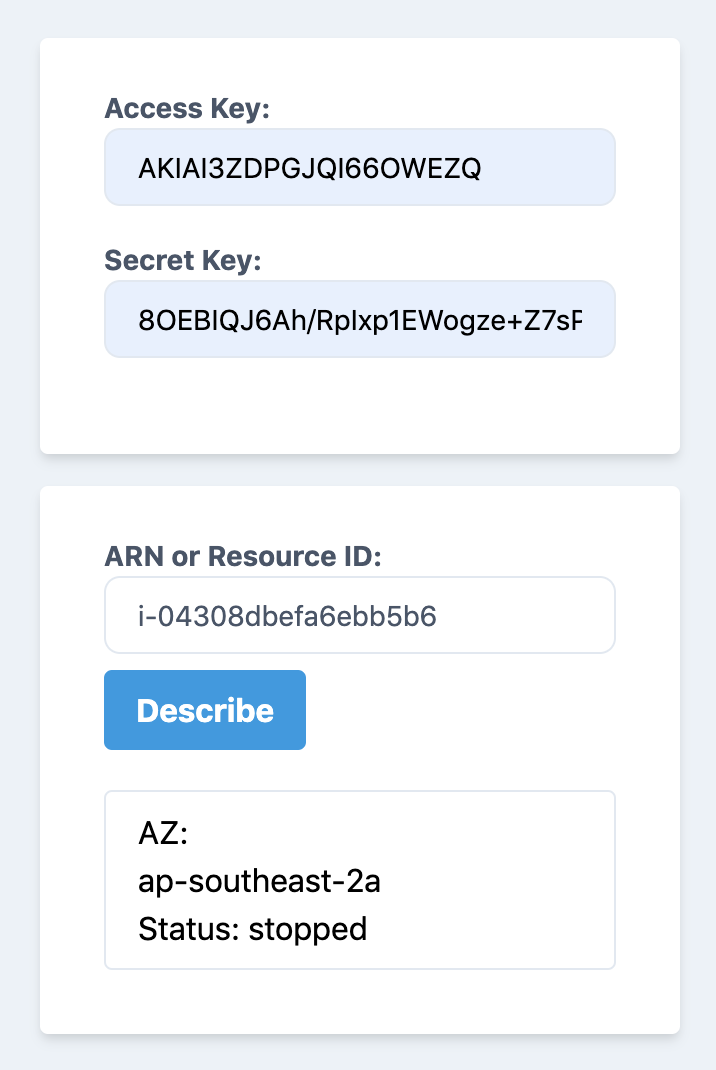 Access Key:
AKIAI3ZDPGJQI66OWEZQ
Secret Key:
8OEBIQJ6Ah/RpIxp1EWogze+Z7sF
ARN or Resource ID:
i-04308dbefa6ebb5b6
Describe
AZ:
ap-southeast-2a
Status: stopped